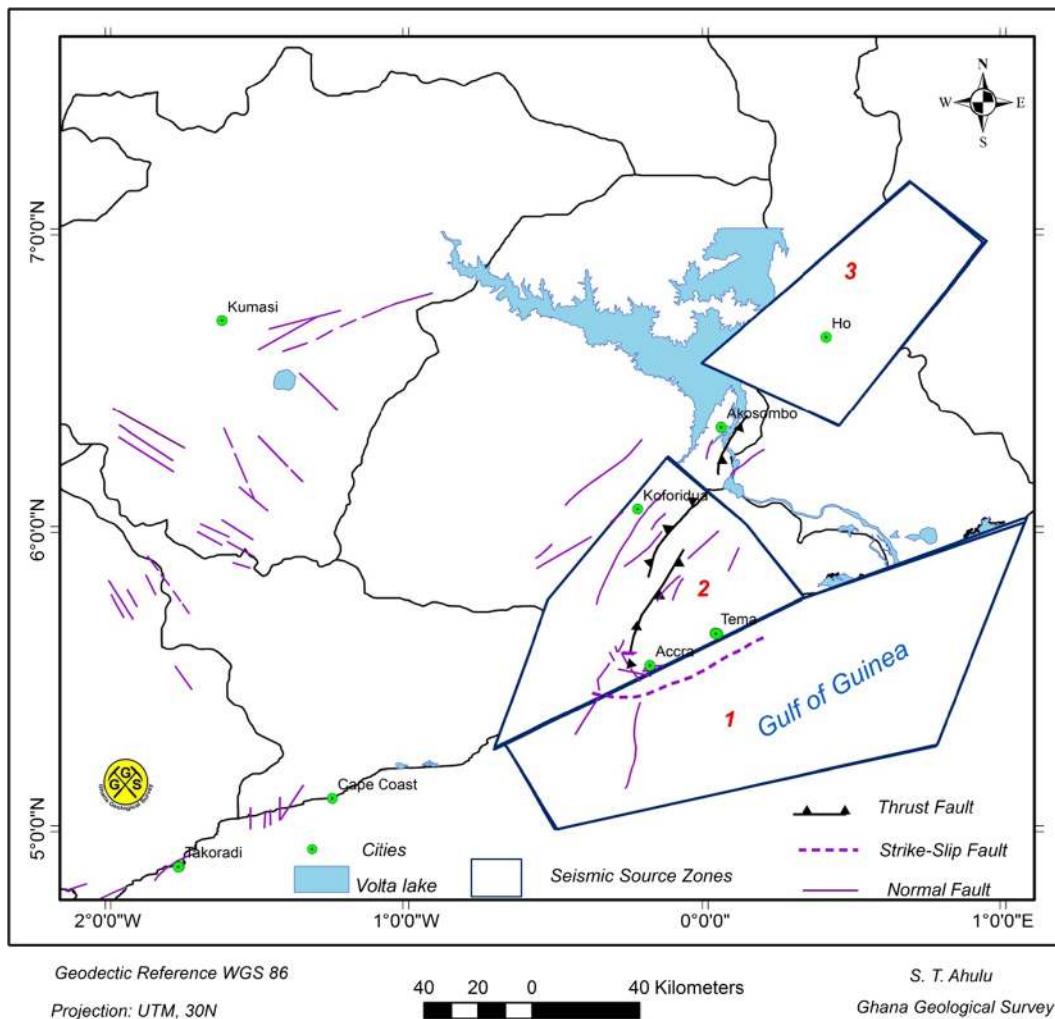 N
W E
S
7°0'0"N
3
Kumasi
Ho
Akosombo
Koforidua
6°0'0"N
2
Tema
Accra
1
Gulf of Guinea
G
G S
Ghana Geological Survey
Cape Coast
5°0'0"N
Takoradi
Cities
Volta lake
Seismic Source Zones
Thrust Fault
Strike-Slip Fault
Normal Fault
2°0'0"W 1°0'0"W 0°0'0" 1°0'0"E
Geodectic Reference WGS 86
Projection: UTM, 30N
40 20 0 40 Kilometers
S. T. Ahulu
Ghana Geological Survey